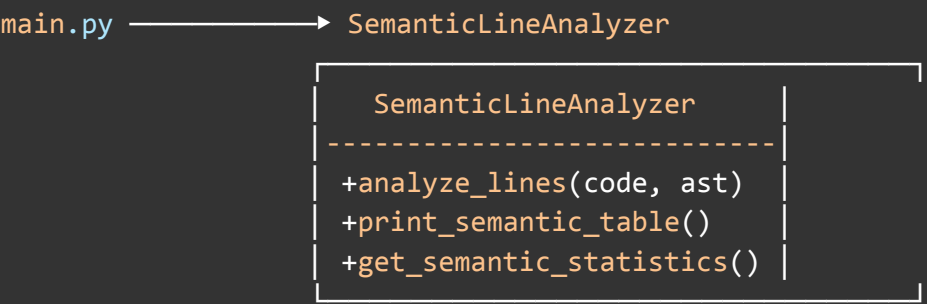 main.py ───────────▶ SemanticLineAnalyzer
SemanticLineAnalyzer
----------------------------
+analyze_lines(code, ast)
+print_semantic_table()
+get_semantic_statistics()